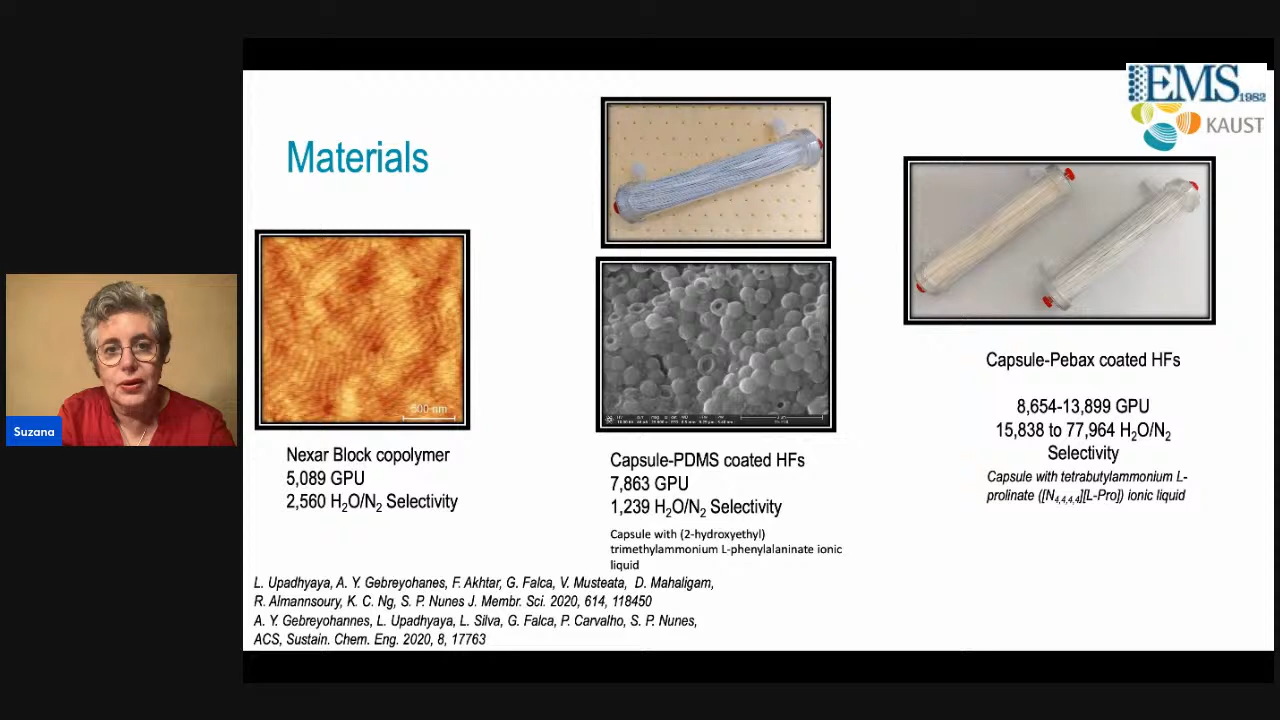 EMS 1982
KAUST
Materials
500 nm
Suzana
Nexar Block copolymer
5,089 GPU
2,560 H2O/N2 Selectivity
Capsule-PDMS coated HFs
7,863 GPU
1,239 H2O/N2 Selectivity
Capsule with (2-hydroxyethyl)
trimethylammonium L-phenylalaninate ionic
liquid
Capsule-Pebax coated HFs
8,654-13,899 GPU
15,838 to 77,964 H2O/N2
Selectivity
Capsule with tetrabutylammonium L-
prolinate ([N4,4,4,4][L-Pro]) ionic liquid
L. Upadhyaya, A. Y. Gebreyohanes, F. Akhtar, G. Falca, V. Musteata, D. Mahaligam,
R. Almannsoury, K. C. Ng, S. P. Nunes J. Membr. Sci. 2020, 614, 118450
A. Y. Gebreyohannes, L. Upadhyaya, L. Silva, G. Falca, P. Carvalho, S. P. Nunes,
ACS, Sustain. Chem. Eng. 2020, 8, 17763